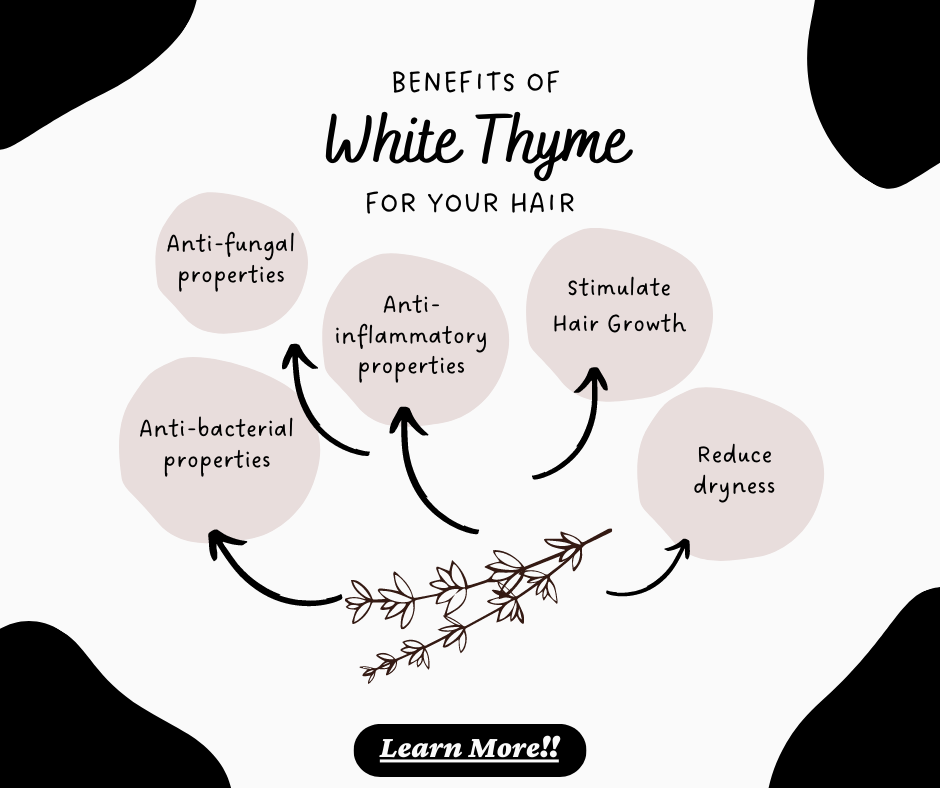 BENEFITS OF
White Thyme
FOR YOUR HAIR
Anti-fungal
properties
Anti-
inflammatory
properties
Stimulate
Hair Growth
Anti-bacterial
properties
Reduce
dryness
Learn More!!